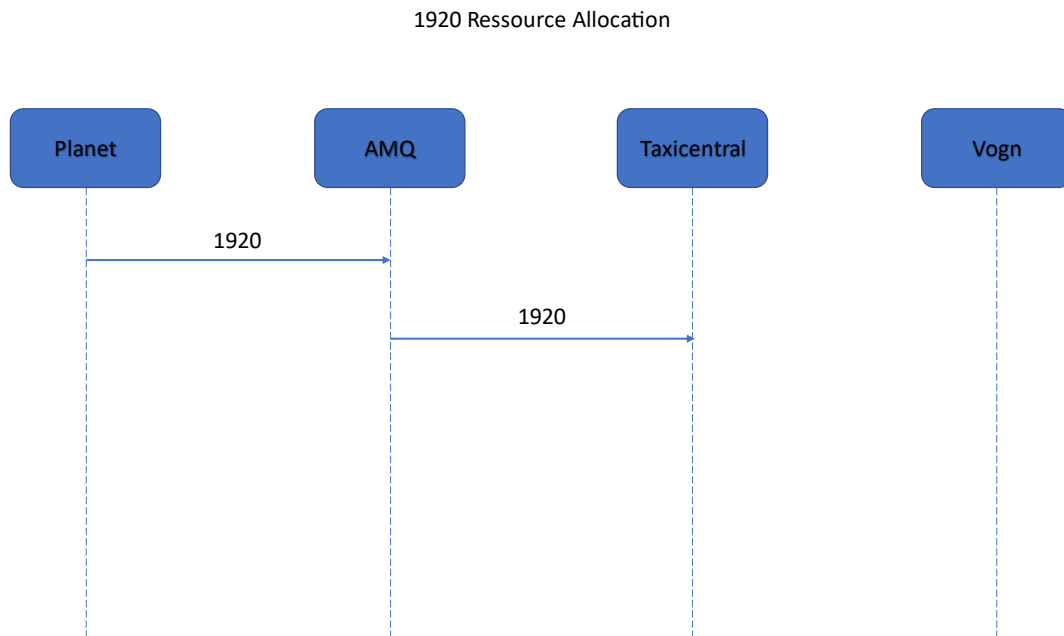 1920 Ressource Allocation
Planet
AMQ
Taxicentral
Vogn
1920
1920